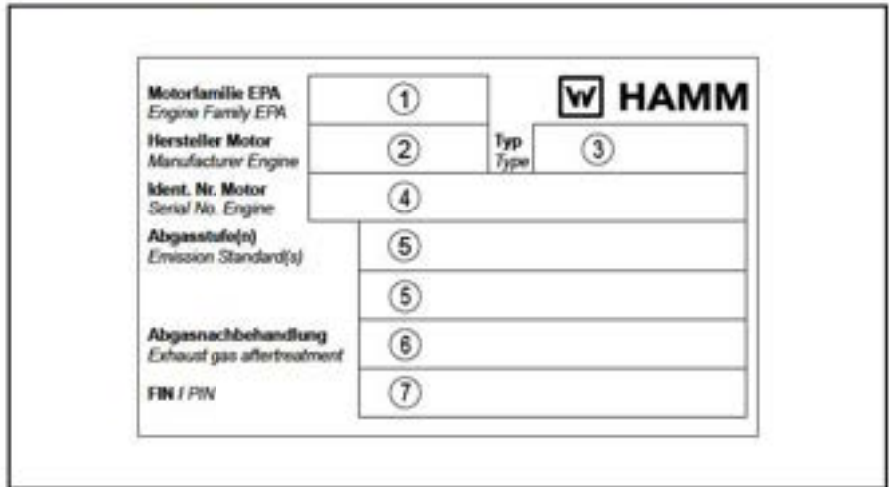 Motorfamilie EPA ① W HAMM
Engine Family EPA
Hersteller Motor ② Typ ③
Manufacturer Engine Type
Ident. Nr. Motor ④
Serial No. Engine
Abgasstufe(n) ⑤
Emission Standard(s)
⑤
Abgasnachbehandlung ⑥
Exhaust gas aftertreatment
FIN / PIN ⑦